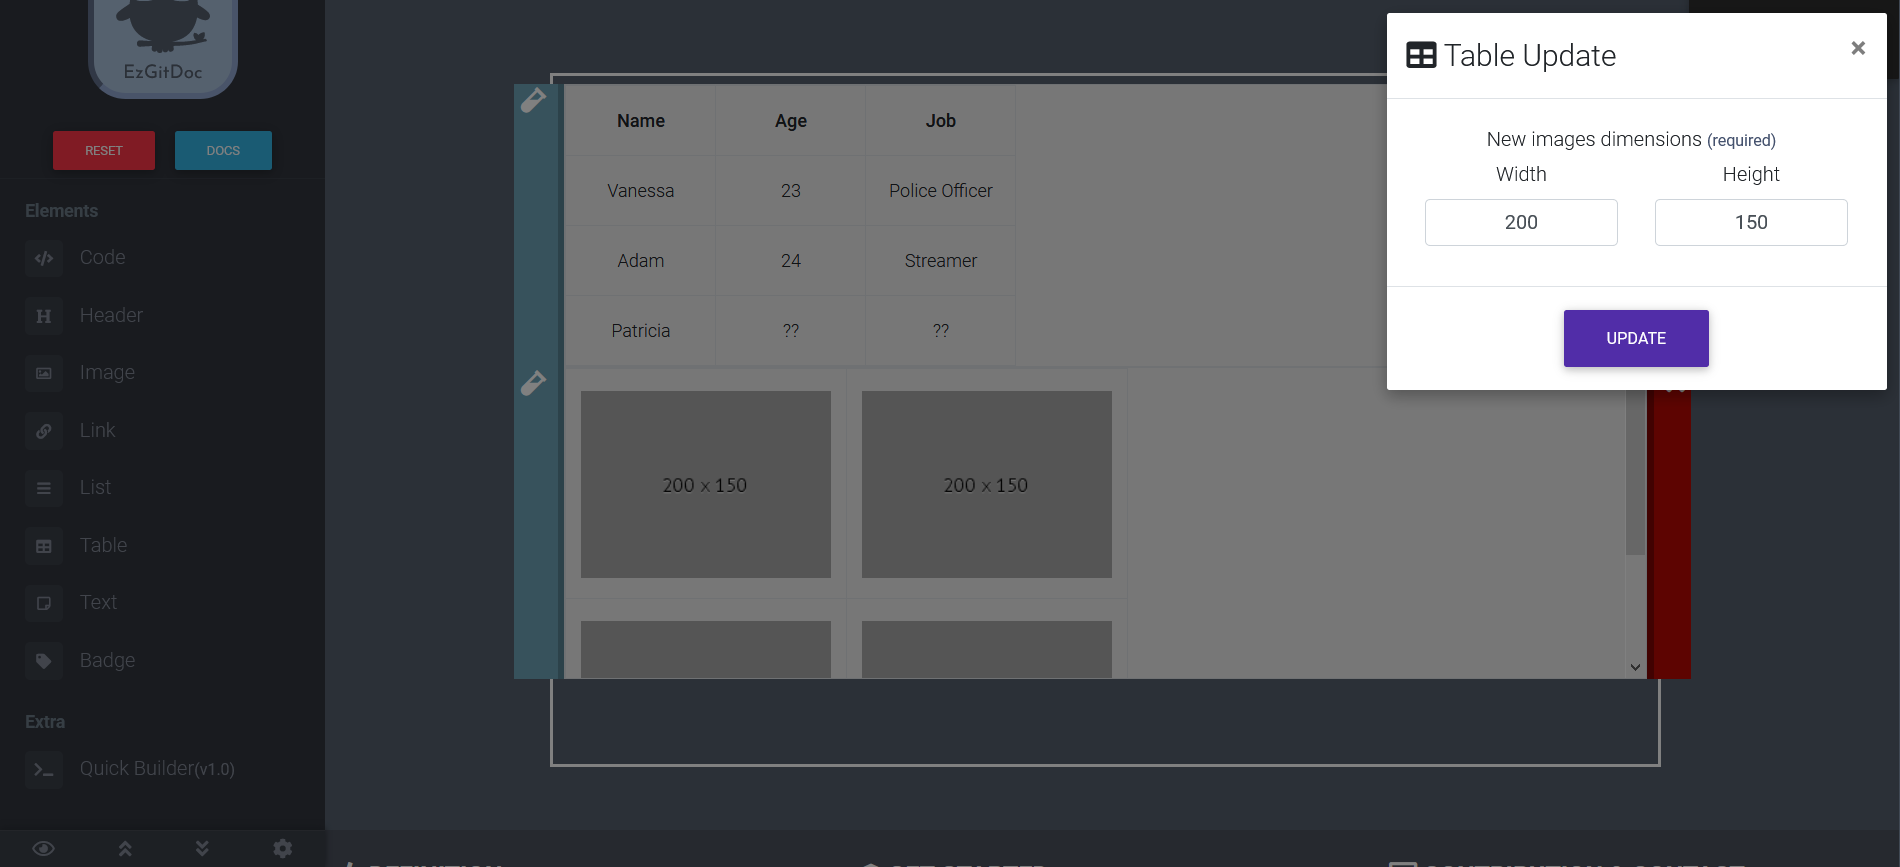 EzGitDoc
RESET
DOCS
Elements
Code
Header
Image
Link
List
Table
Text
Badge
Extra
Quick Builder(v1.0)
Name Age Job
Vanessa 23 Police Officer
Adam 24 Streamer
Patricia ?? ??
200 x 150
200 x 150
Table Update
×
New images dimensions (required)
Width Height
200 150
UPDATE